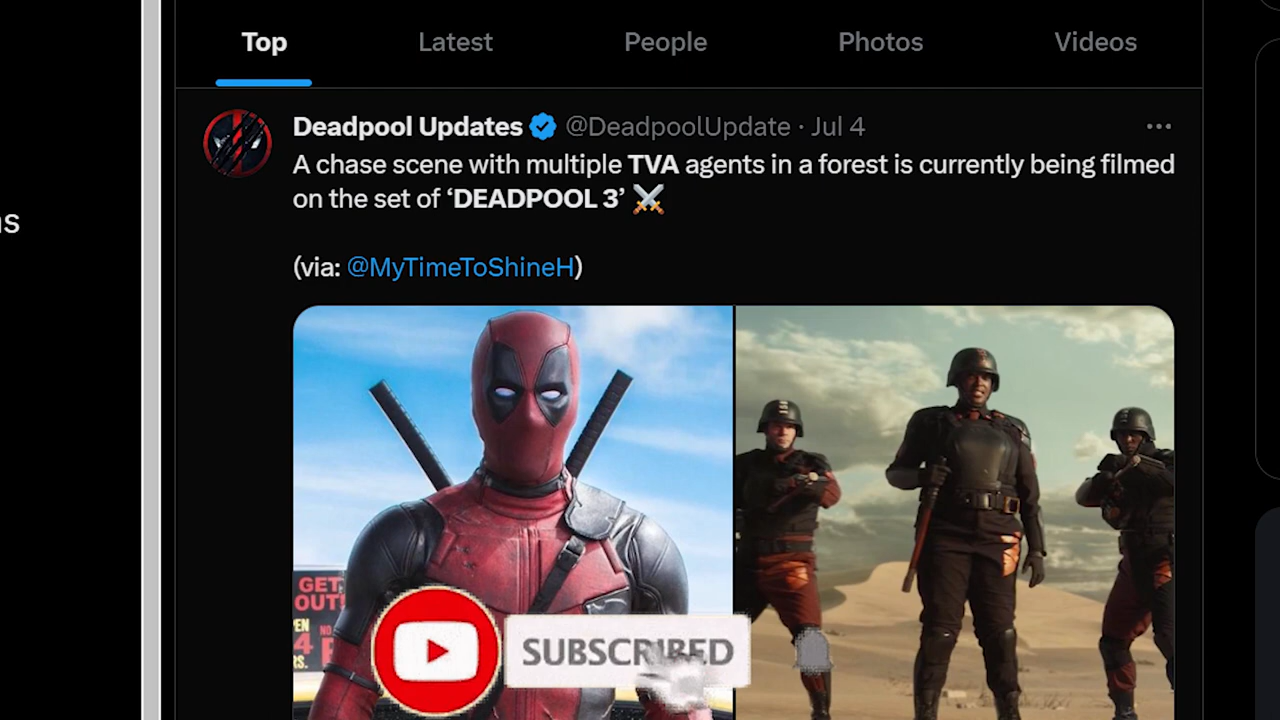 Top Latest People Photos Videos
Deadpool Updates @DeadpoolUpdate · Jul 4
A chase scene with multiple TVA agents in a forest is currently being filmed
on the set of ‘DEADPOOL 3’ ⚔️
(via: @MyTimeToShineH)
GET
OUT!
SUBSCRIBED